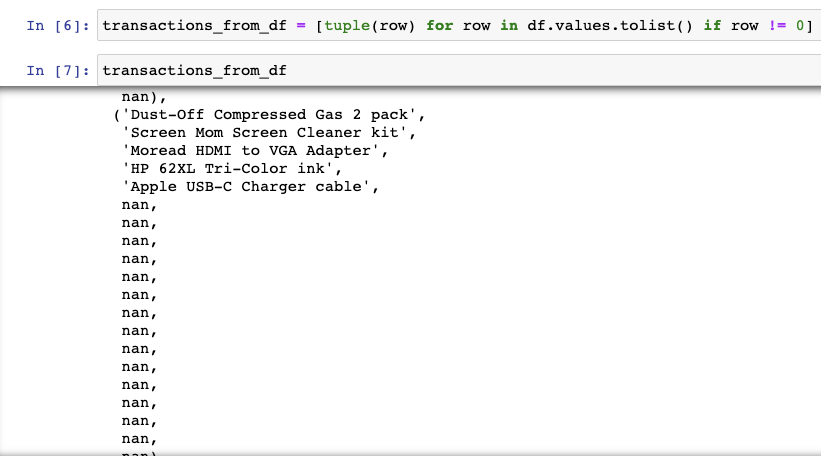 In [6]: transactions_from_df = [tuple(row) for row in df.values.tolist() if row != 0]
In [7]: transactions_from_df
nan),
('Dust-Off Compressed Gas 2 pack',
'Screen Mom Screen Cleaner kit',
'Moread HDMI to VGA Adapter',
'HP 62XL Tri-Color ink',
'Apple USB-C Charger cable',
nan,
nan,
nan,
nan,
nan,
nan,
nan,
nan,
nan,
nan,
nan,
nan,
nan,
nan,
nan)